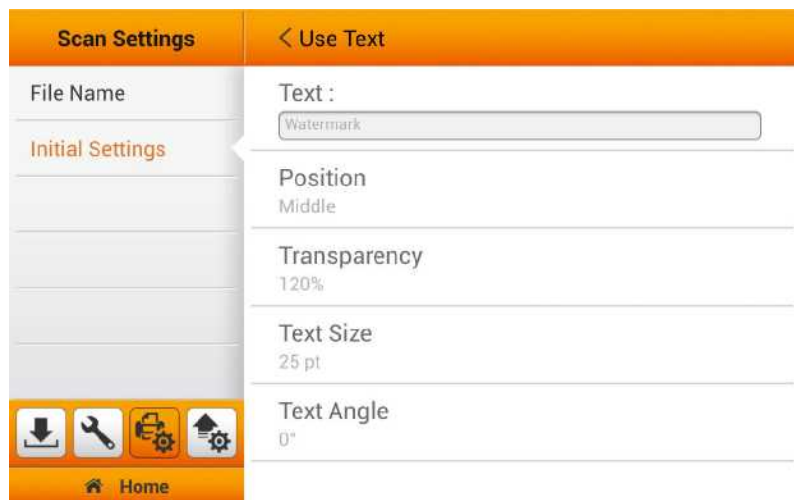 Scan Settings
< Use Text
File Name
Initial Settings
Text :
Watermark
Position
Middle
Transparency
120%
Text Size
25 pt
Text Angle
0°
Home